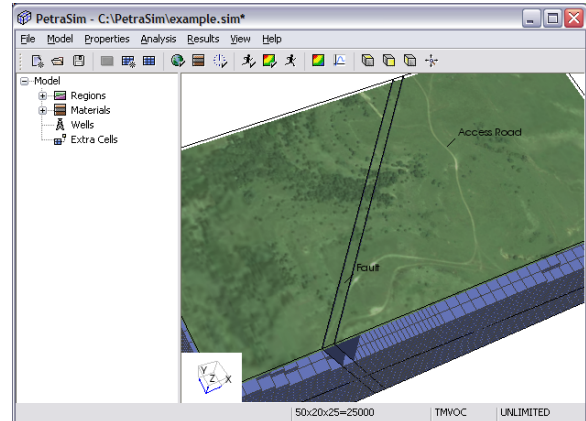 PetraSim - C:\PetraSim\example.sim*
File Model Properties Analysis Results View Help
Model
Regions
Materials
Wells
Extra Cells
Access Road
Fault
Y
Z X
50x20x25=25000 TMVOC UNLIMITED